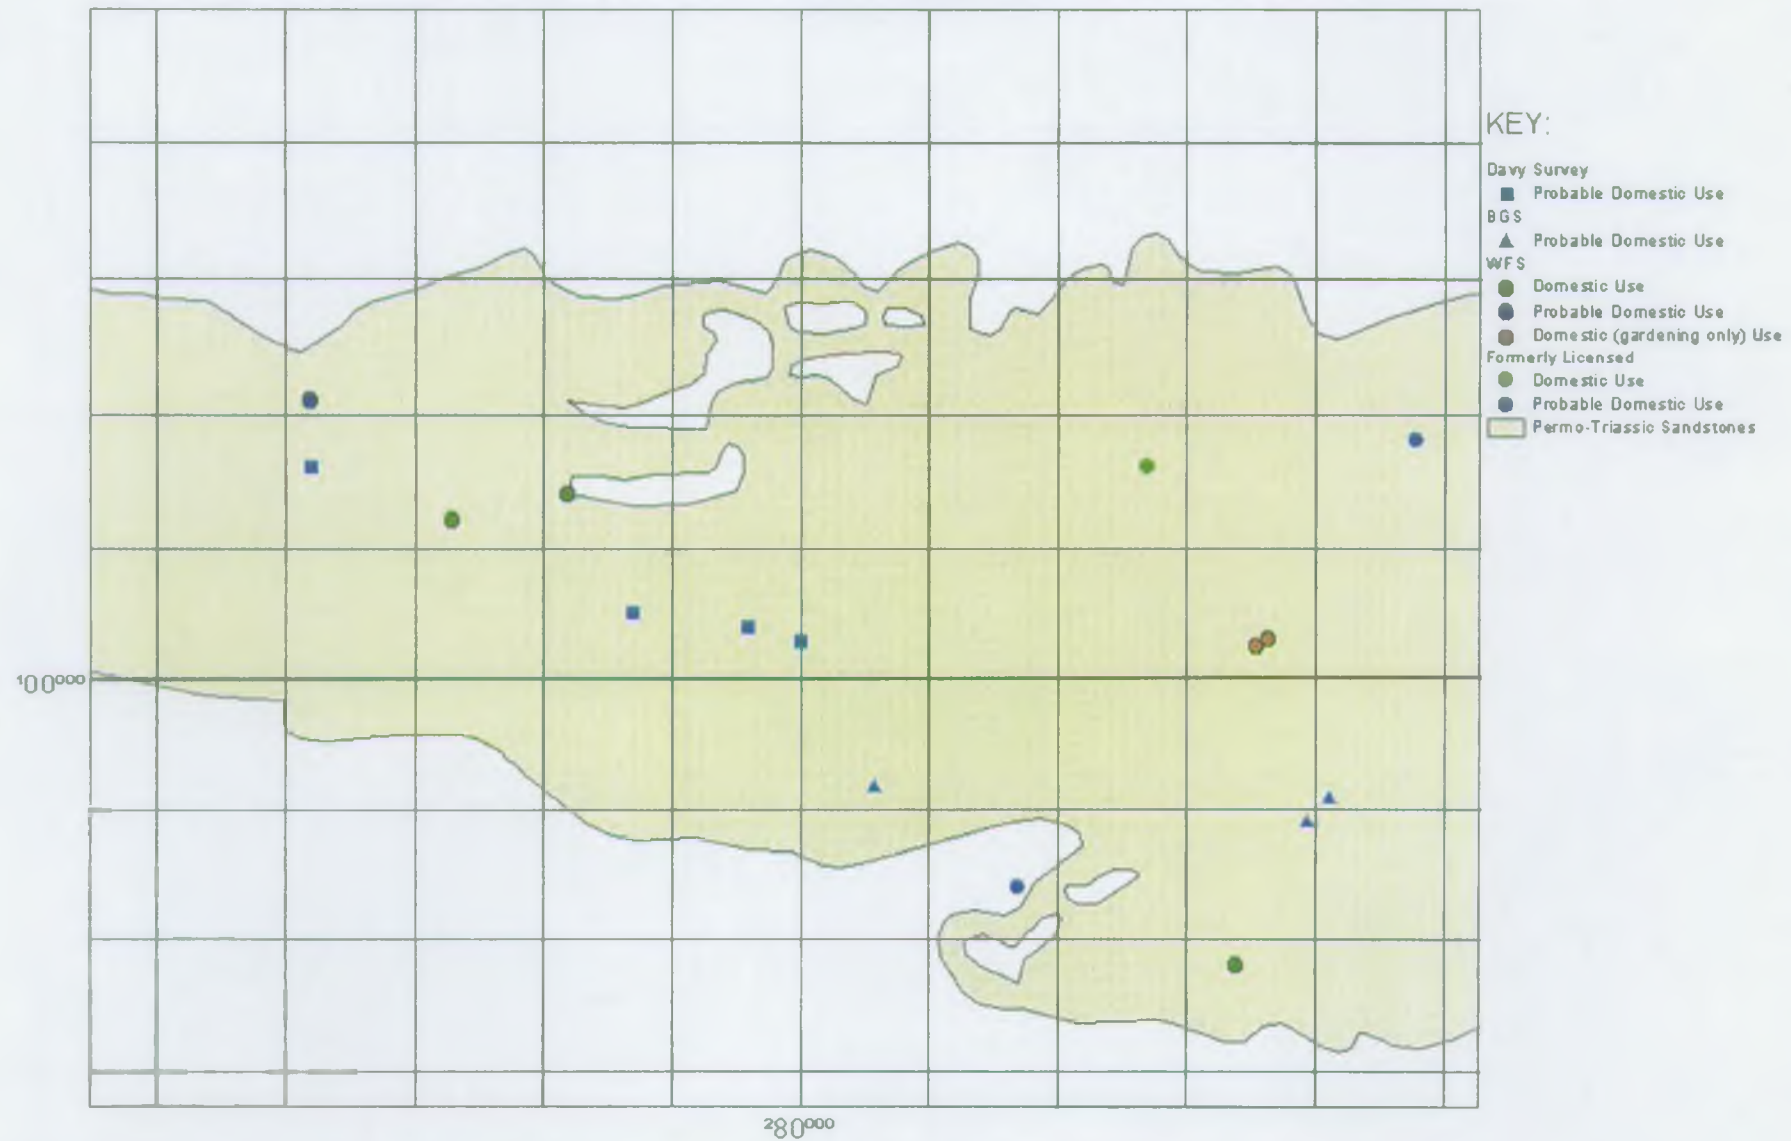 KEY:
Davy Survey
Probable Domestic Use
BGS
Probable Domestic Use
WFS
Domestic Use
Probable Domestic Use
Domestic (gardening only) Use
Formerly Licensed
Domestic Use
Probable Domestic Use
Permo-Triassic Sandstones
¹00⁰⁰⁰
²80⁰⁰⁰